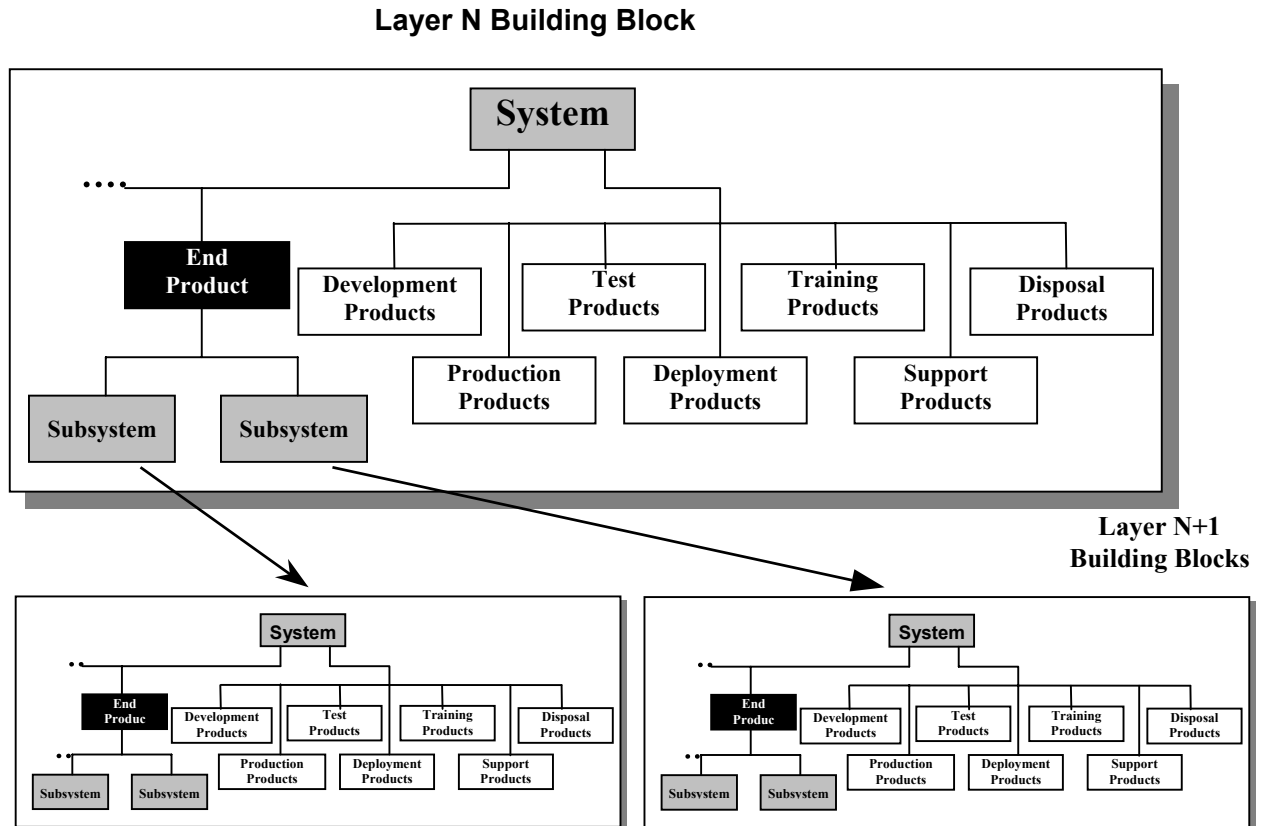 Layer N Building Block
System
....
End
Product
Development
Products
Test
Products
Training
Products
Disposal
Products
Production
Products
Deployment
Products
Support
Products
Subsystem
Subsystem
Layer N+1
Building Blocks
System
..
End
Produc
Development
Products
Test
Products
Training
Products
Disposal
Products
..
Production
Products
Deployment
Products
Support
Products
Subsystem
Subsystem
System
..
End
Produc
Development
Products
Test
Products
Training
Products
Disposal
Products
..
Production
Products
Deployment
Products
Support
Products
Subsystem
Subsystem